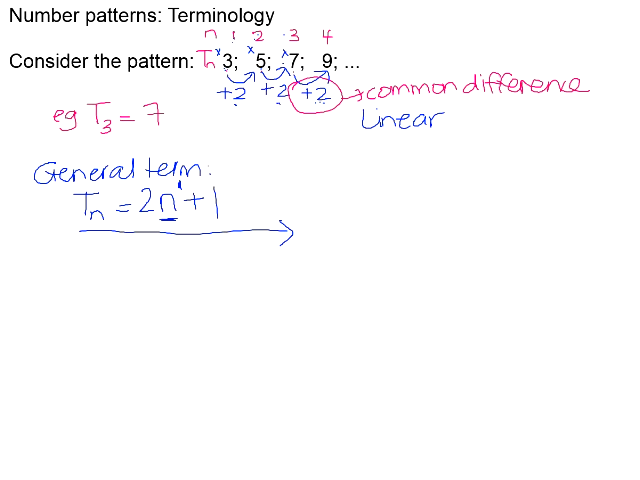 Number patterns: Terminology
n 1 2 3 4
Consider the pattern: Tn 3; 5; 7; 9; ...
+2 +2 +2 common difference
eg T₃ = 7 Linear
General term:
Tₙ = 2n¹ + 1